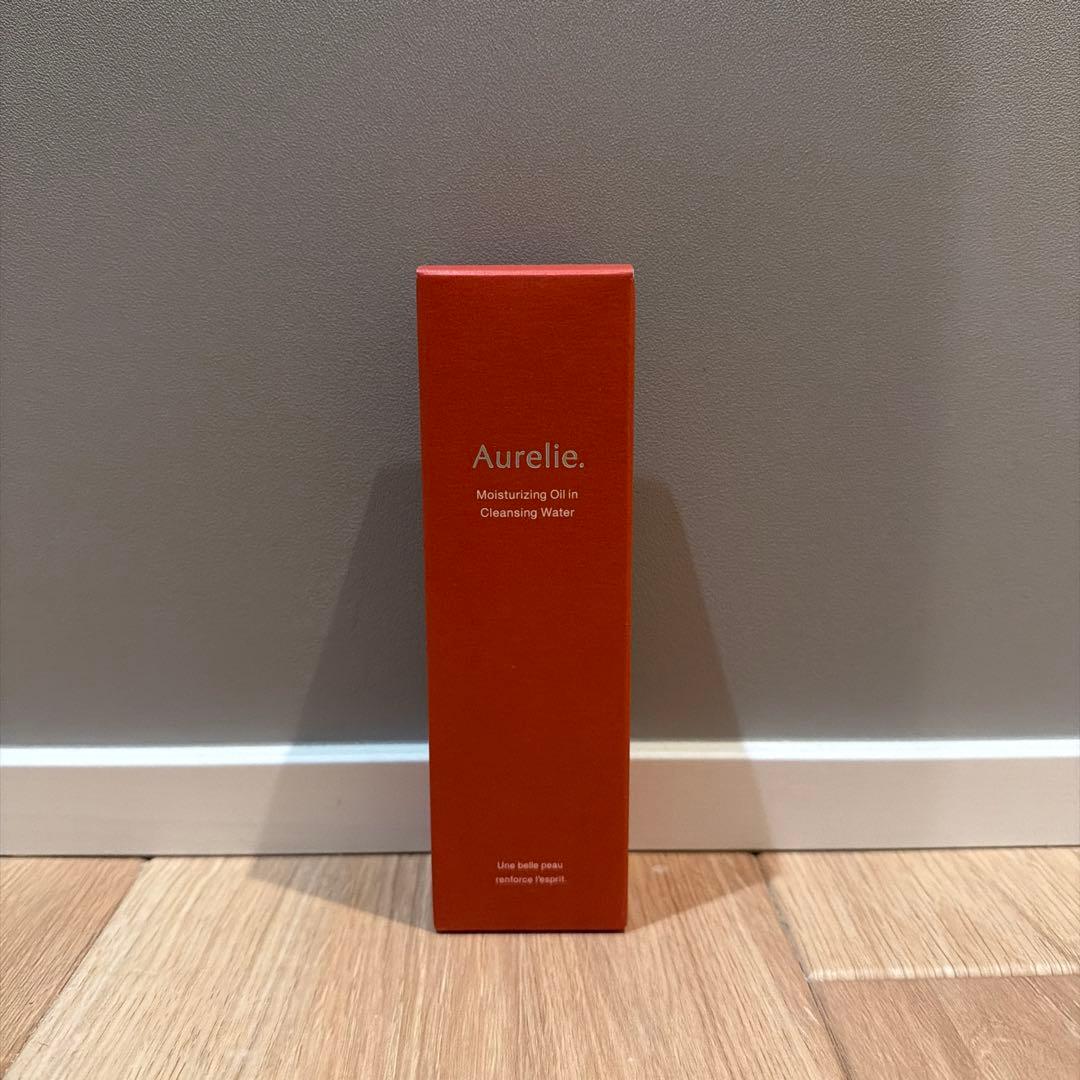 Aurelie.
Moisturizing Oil in
Cleansing Water
Une belle peau
renforce l'esprit.